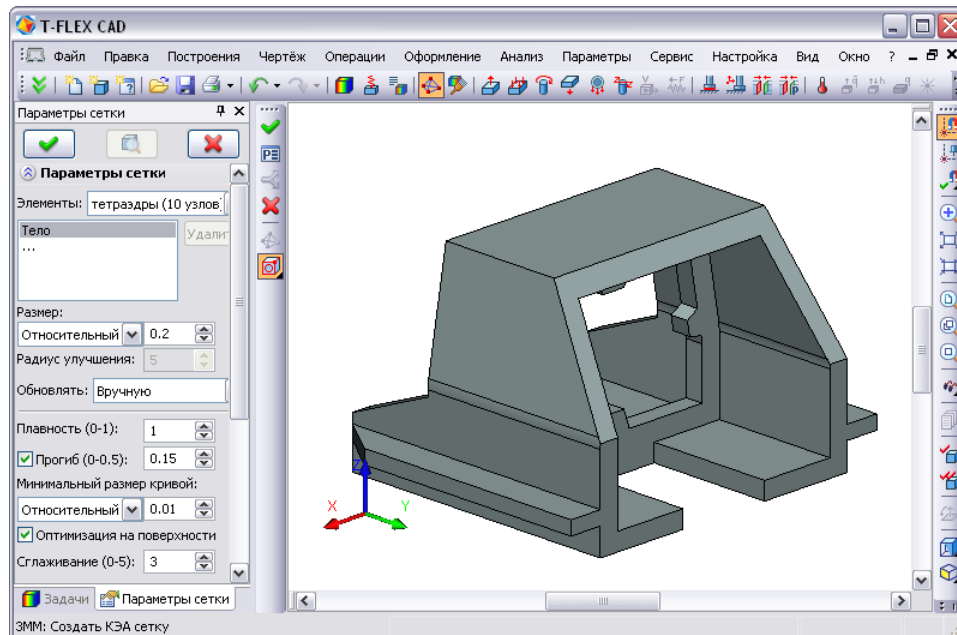 T-FLEX CAD
Файл Правка Построения Чертёж Операции Оформление Анализ Параметры Сервис Настройка Вид Окно ?
Параметры сетки
Параметры сетки
Элементы: тетраэдры (10 узлов)
Тело
...
Удали
Размер:
Относительный 0.2
Радиус улучшения: 5
Обновлять: Вручную
Плавность (0-1): 1
Прогиб (0-0.5): 0.15
Минимальный размер кривой:
Относительный 0.01
Оптимизация на поверхности
Сглаживание (0-5): 3
Z
X
Y
Задачи Параметры сетки
3MM: Создать КЭА сетку